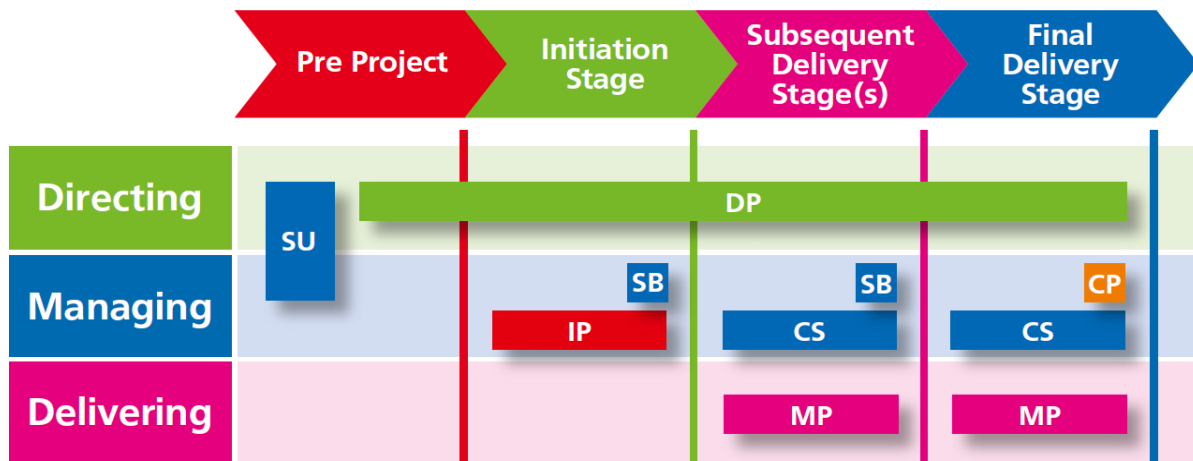 Pre Project
Initiation
Stage
Subsequent
Delivery
Stage(s)
Final
Delivery
Stage
Directing
SU
DP
Managing
SB
SB
CP
IP
CS
CS
Delivering
MP
MP